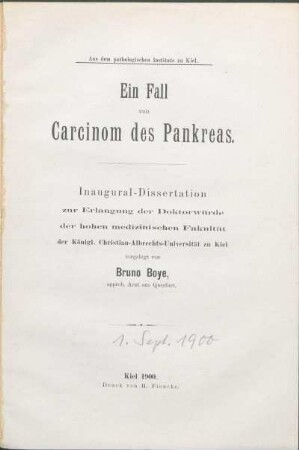 Aus dem pathologischen Institute zu Kiel.
Ein Fall
von
Carcinom des Pankreas.
Inaugural-Dissertation
zur Erlangung der Doktorwürde
der hohen medizinischen Fakultät
der Königl. Christian-Albrechts-Universität zu Kiel
vorgelegt von
Bruno Boye,
approb. Arzt aus
1. Sept. 1900
Kiel 1900.
Druck von H. Fiencke.